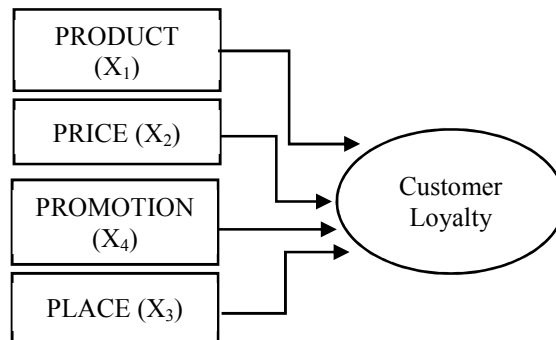 PRODUCT
(X₁)
PRICE (X₂)
PROMOTION
(X₄)
PLACE (X₃)
Customer
Loyalty